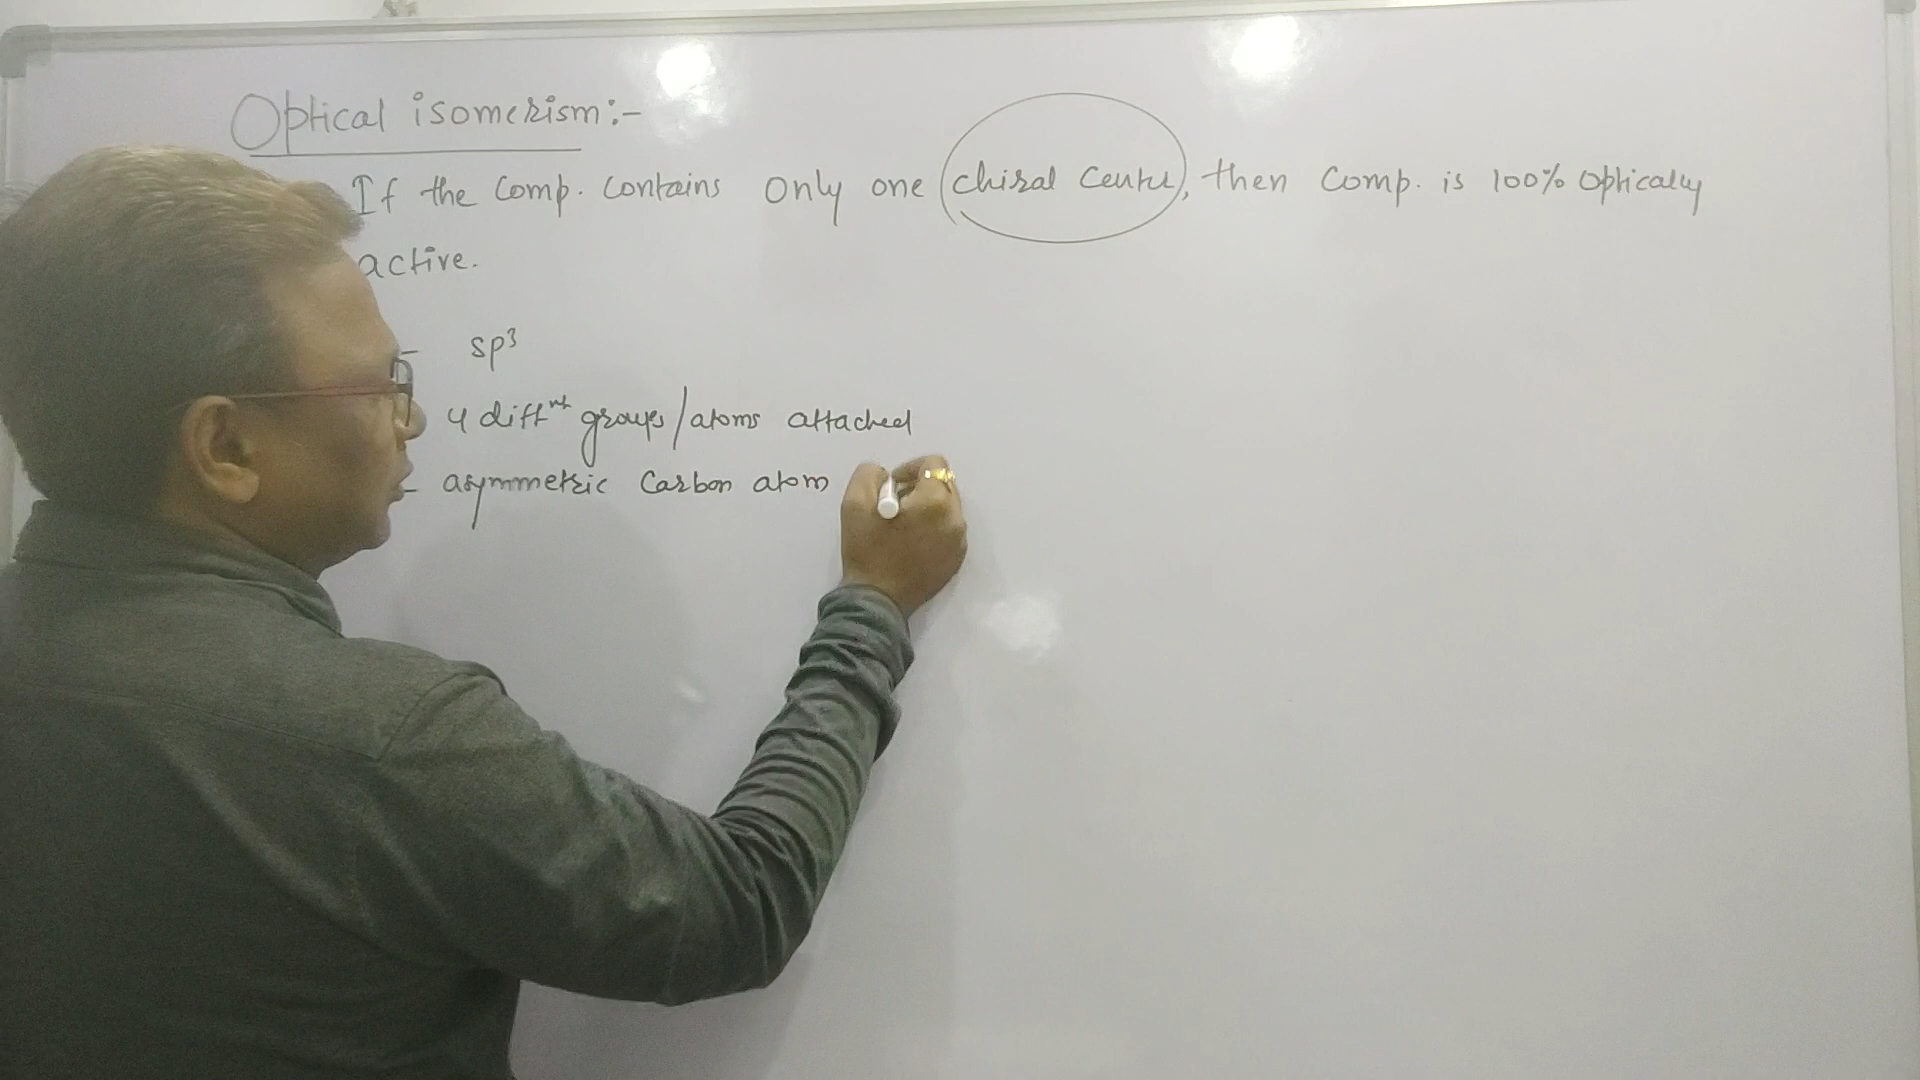 Optical isomerism:-
If the Comp. Contains Only one chiral Centre, then Comp. is 100% Optically
active.
- sp³
4 diffnt groups/atoms attached
- asymmetric Carbon atom